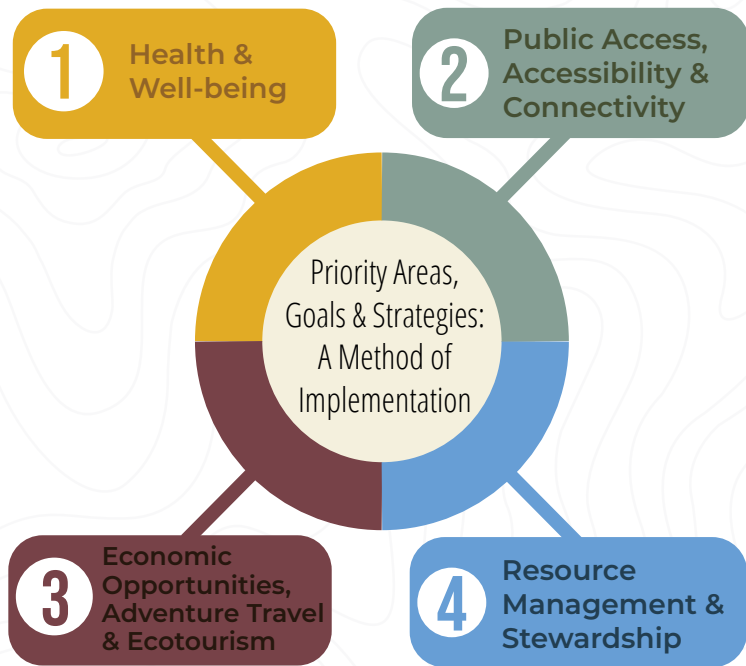 1
Health &
Well-being
2
Public Access,
Accessibility &
Connectivity
Priority Areas,
Goals & Strategies:
A Method of
Implementation
3
Economic
Opportunities,
Adventure Travel
& Ecotourism
4
Resource
Management &
Stewardship